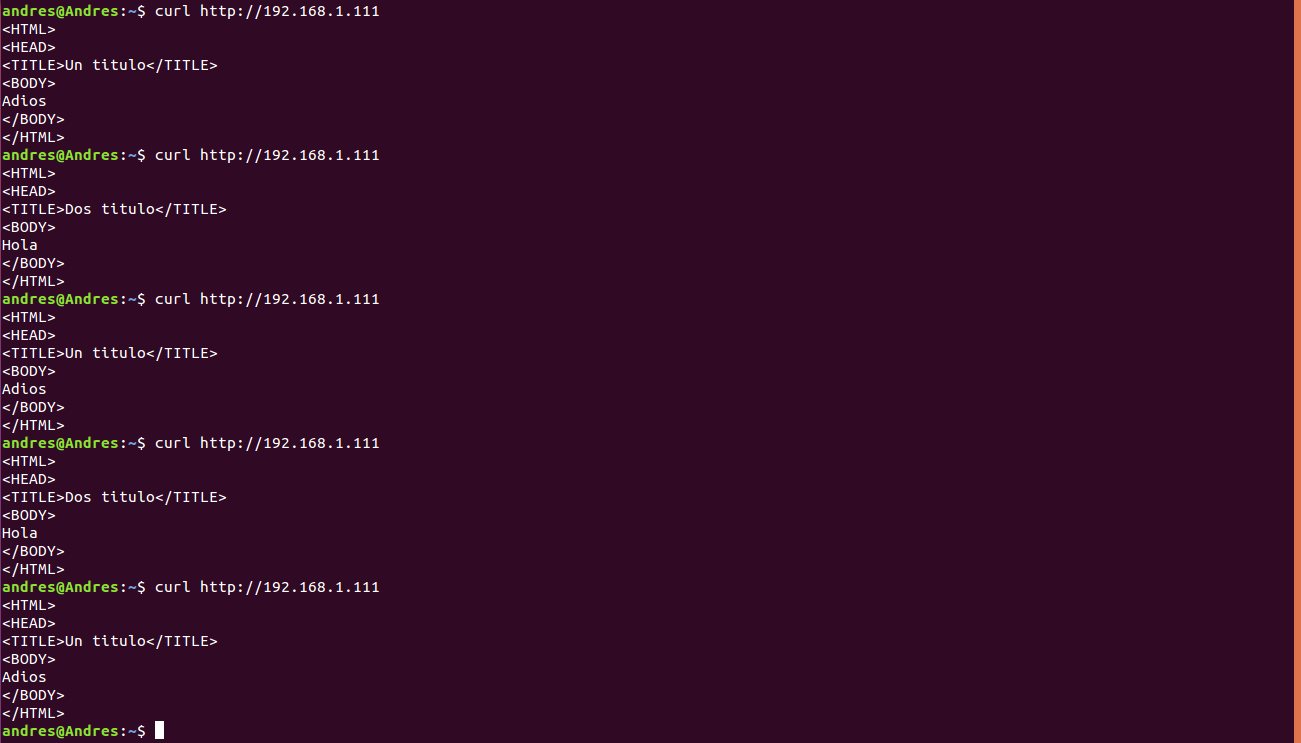 andres@Andres:~$ curl http://192.168.1.111
<HTML>
<HEAD>
<TITLE>Un titulo</TITLE>
<BODY>
Adios
</BODY>
</HTML>
andres@Andres:~$ curl http://192.168.1.111
<HTML>
<HEAD>
<TITLE>Dos titulo</TITLE>
<BODY>
Hola
</BODY>
</HTML>
andres@Andres:~$ curl http://192.168.1.111
<HTML>
<HEAD>
<TITLE>Un titulo</TITLE>
<BODY>
Adios
</BODY>
</HTML>
andres@Andres:~$ curl http://192.168.1.111
<HTML>
<HEAD>
<TITLE>Dos titulo</TITLE>
<BODY>
Hola
</BODY>
</HTML>
andres@Andres:~$ curl http://192.168.1.111
<HTML>
<HEAD>
<TITLE>Un titulo</TITLE>
<BODY>
Adios
</BODY>
</HTML>
andres@Andres:~$